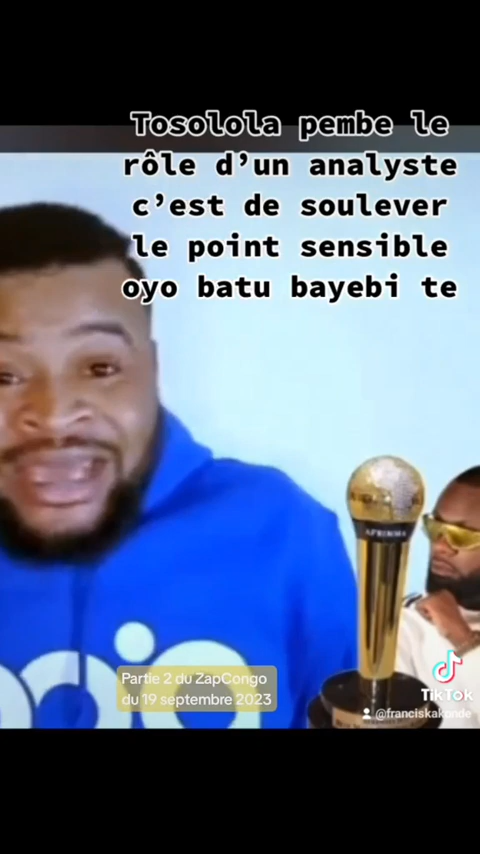 Tosolola pembe le
rôle d'un analyste
c'est de soulever
le point sensible
oyo batu bayebi te
AFRIMMA
Partie 2 du ZapCongo
du 19 septembre 2023
TikTok
@franciskakonde